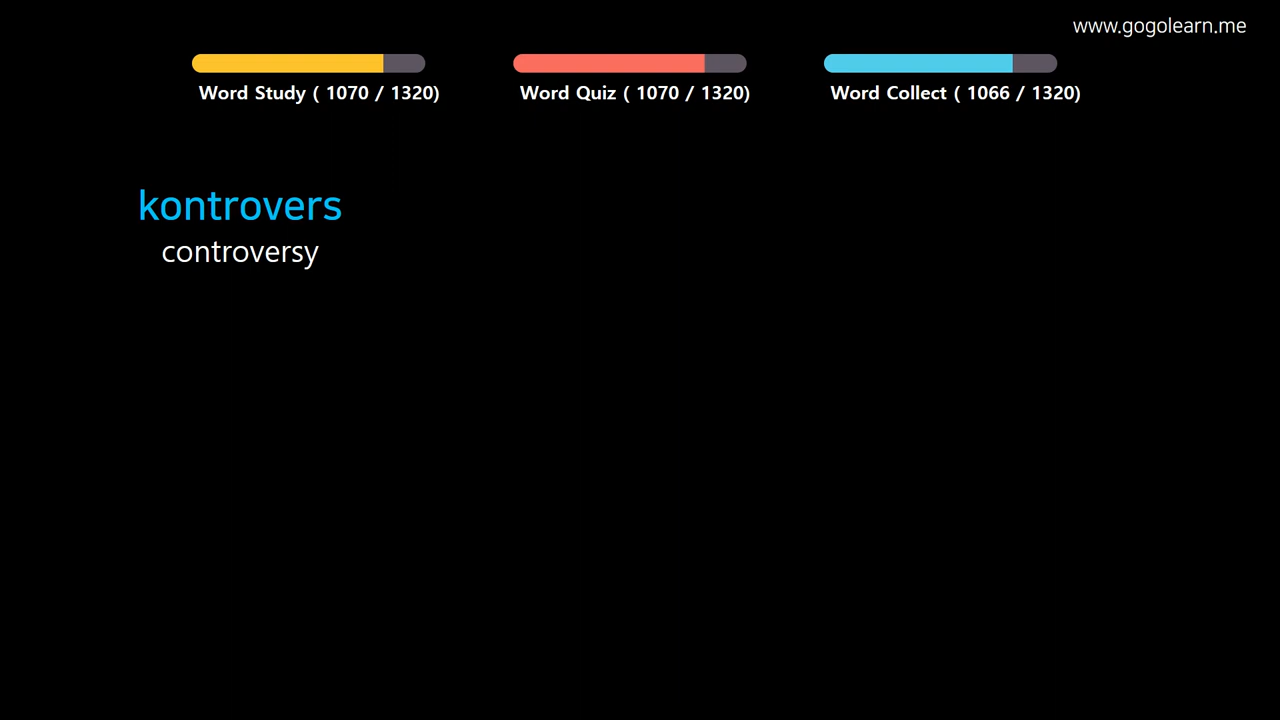 www.gogolearn.me
Word Study ( 1070 / 1320)
Word Quiz ( 1070 / 1320)
Word Collect ( 1066 / 1320)
kontrovers
controversy